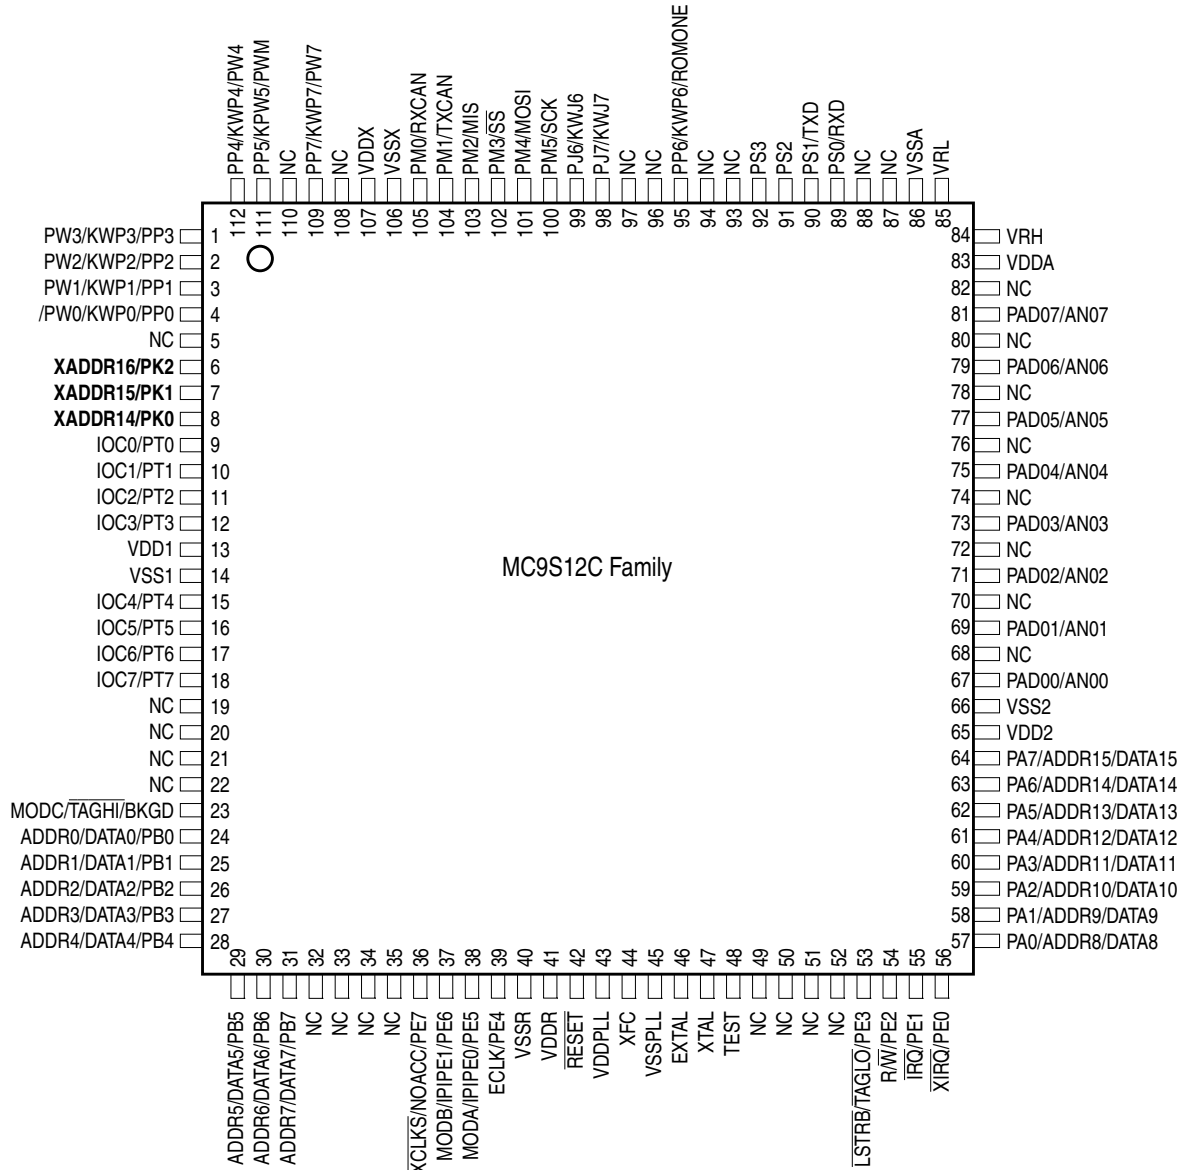 PP4/KWP4/PW4
PP5/KPW5/PWM
NC
PP7/KWP7/PW7
NC
VDDX
VSSX
PM0/RXCAN
PM1/TXCAN
PM2/MIS
PM3/SS
PM4/MOSI
PM5/SCK
PJ6/KWJ6
PJ7/KWJ7
NC
NC
PP6/KWP6/ROMONE
NC
NC
PS3
PS2
PS1/TXD
PS0/RXD
NC
NC
VSSA
VRL
112
111
110
109
108
107
106
105
104
103
102
101
100
99
98
97
96
95
94
93
92
91
90
89
88
87
86
85
PW3/KWP3/PP3 1
PW2/KWP2/PP2 2
PW1/KWP1/PP1 3
/PW0/KWP0/PP0 4
NC 5
XADDR16/PK2 6
XADDR15/PK1 7
XADDR14/PK0 8
IOC0/PT0 9
IOC1/PT1 10
IOC2/PT2 11
IOC3/PT3 12
VDD1 13
VSS1 14
IOC4/PT4 15
IOC5/PT5 16
IOC6/PT6 17
IOC7/PT7 18
NC 19
NC 20
NC 21
NC 22
MODC/TAGHI/BKGD 23
ADDR0/DATA0/PB0 24
ADDR1/DATA1/PB1 25
ADDR2/DATA2/PB2 26
ADDR3/DATA3/PB3 27
ADDR4/DATA4/PB4 28
MC9S12C Family
84 VRH
83 VDDA
82 NC
81 PAD07/AN07
80 NC
79 PAD06/AN06
78 NC
77 PAD05/AN05
76 NC
75 PAD04/AN04
74 NC
73 PAD03/AN03
72 NC
71 PAD02/AN02
70 NC
69 PAD01/AN01
68 NC
67 PAD00/AN00
66 VSS2
65 VDD2
64 PA7/ADDR15/DATA15
63 PA6/ADDR14/DATA14
62 PA5/ADDR13/DATA13
61 PA4/ADDR12/DATA12
60 PA3/ADDR11/DATA11
59 PA2/ADDR10/DATA10
58 PA1/ADDR9/DATA9
57 PA0/ADDR8/DATA8
29
30
31
32
33
34
35
36
37
38
39
40
41
42
43
44
45
46
47
48
49
50
51
52
53
54
55
56
ADDR5/DATA5/PB5
ADDR6/DATA6/PB6
ADDR7/DATA7/PB7
NC
NC
NC
NC
XCLKS/NOACC/PE7
MODB/IPIPE1/PE6
MODA/IPIPE0/PE5
ECLK/PE4
VSSR
VDDR
RESET
VDDPLL
XFC
VSSPLL
EXTAL
XTAL
TEST
NC
NC
NC
NC
LSTRB/TAGLO/PE3
R/W/PE2
IRQ/PE1
XIRQ/PE0